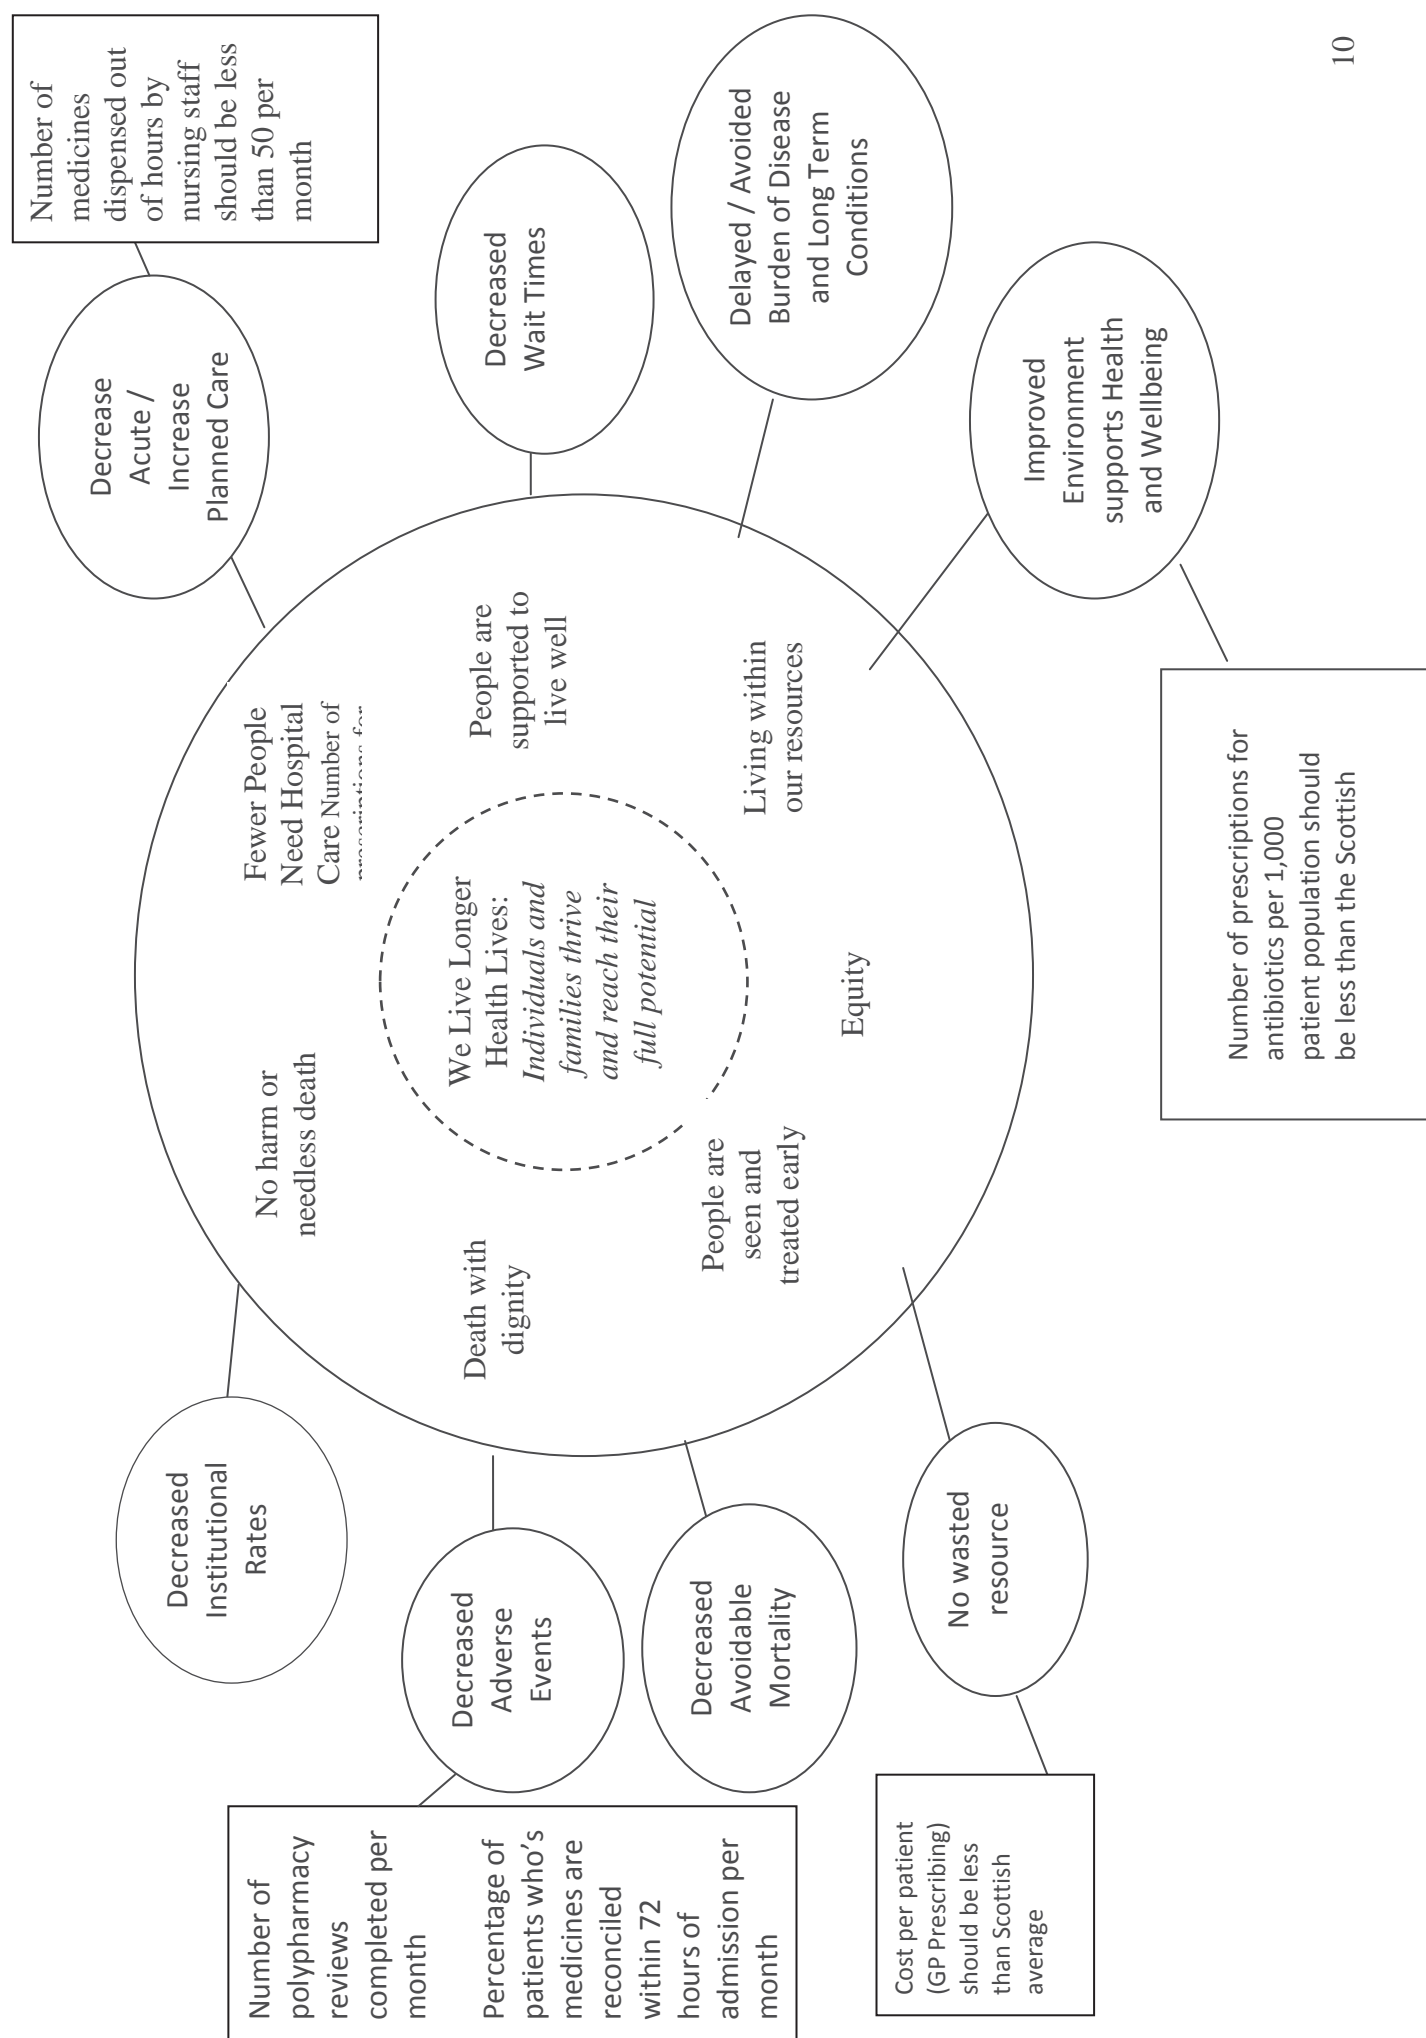 Number of
polypharmacy
reviews
completed per
month
Percentage of
patients who's
medicines are
reconciled
within 72
hours of
admission per
month
Cost per patient
(GP Prescribing)
should be less
than Scottish
average
Decreased
Institutional
Rates
Decreased
Adverse
Events
Decreased
Avoidable
Mortality
No wasted
resource
No harm or
needless death
Death with
dignity
People are
seen and
treated early
Equity
We Live Longer
Health Lives:
Individuals and
families thrive
and reach their
full potential
Fewer People
Need Hospital
Care Number of
prescriptions for
People are
supported to
live well
Living within
our resources
Decrease
Acute /
Increase
Planned Care
Decreased
Wait Times
Delayed / Avoided
Burden of Disease
and Long Term
Conditions
Improved
Environment
supports Health
and Wellbeing
Number of
medicines
dispensed out
of hours by
nursing staff
should be less
than 50 per
month
Number of prescriptions for
antibiotics per 1,000
patient population should
be less than the Scottish
10